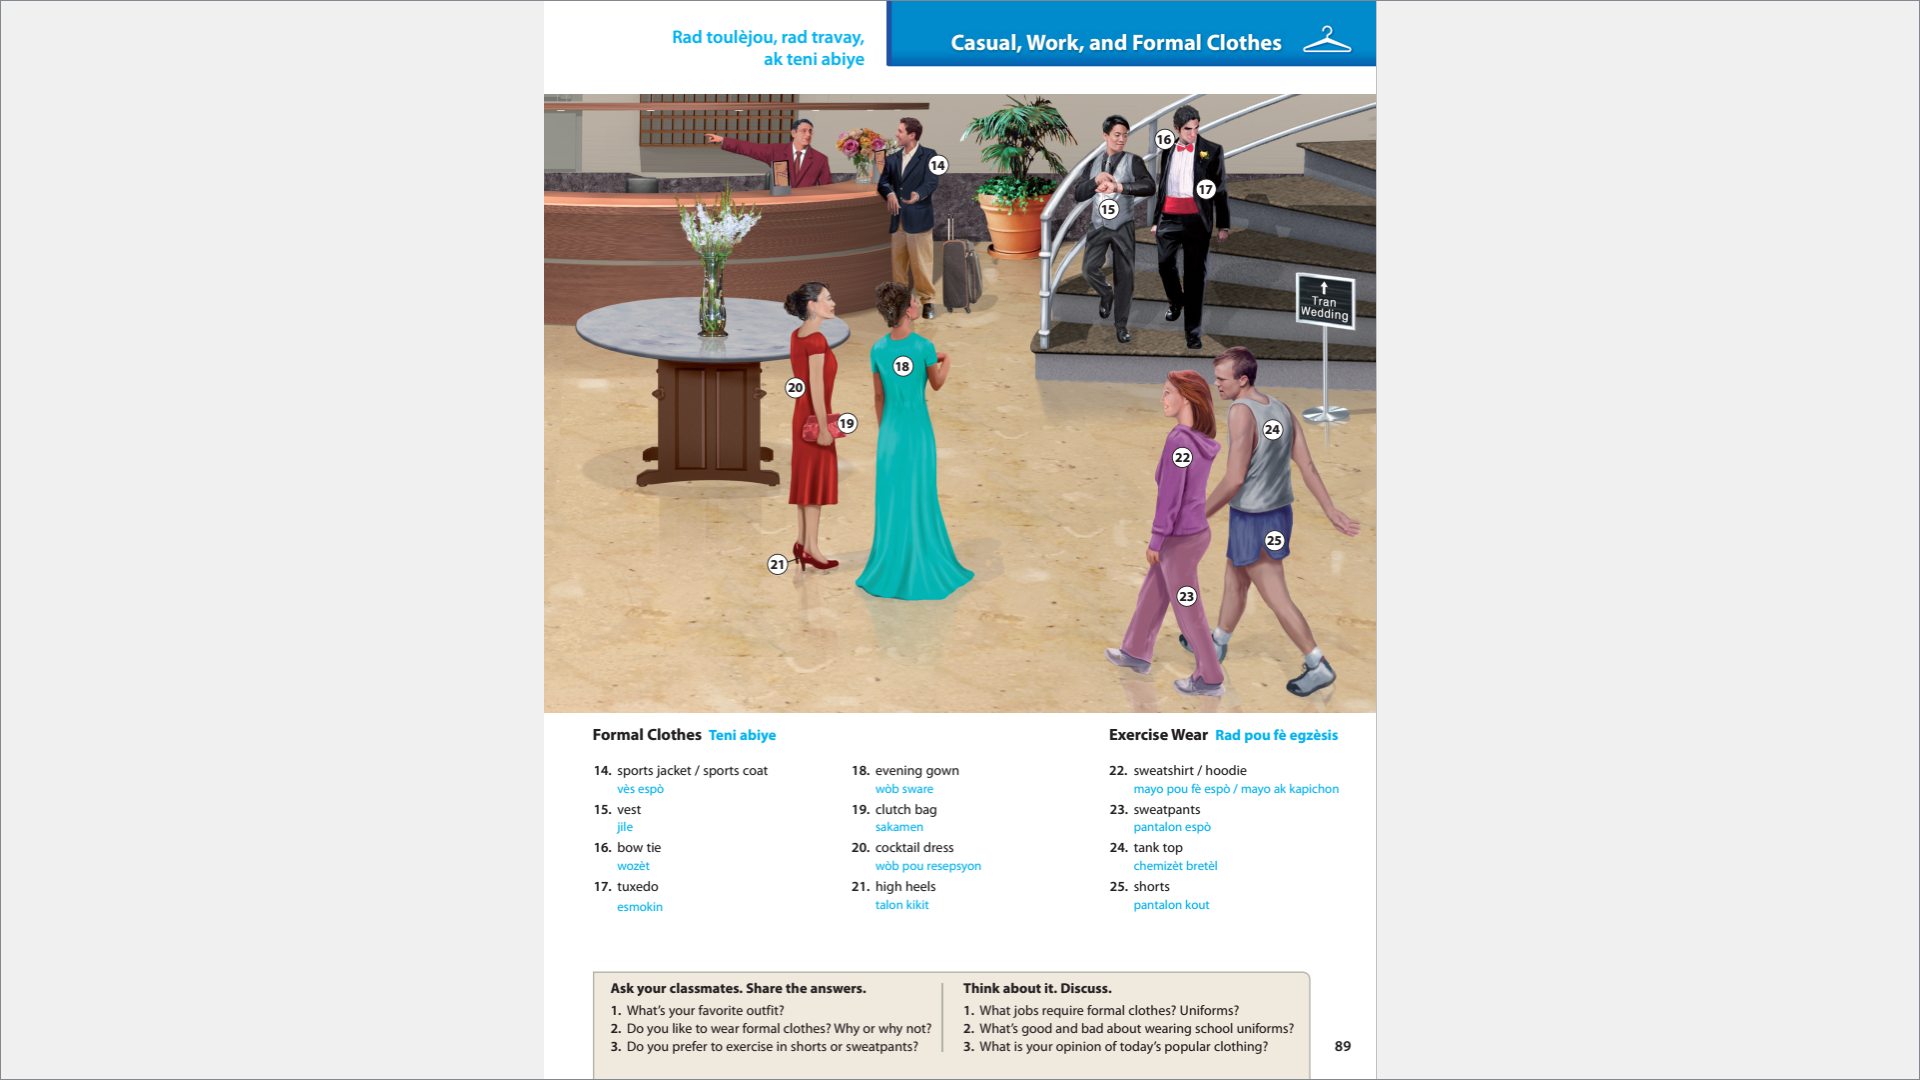 Rad toulèjou, rad travay,
ak teni abiye
Casual, Work, and Formal Clothes
14
16
17
15
Tran
Wedding
18
20
19
24
22
25
21
23
Formal Clothes Teni abiye
14. sports jacket / sports coat
vès espò
15. vest
jile
16. bow tie
wozèt
17. tuxedo
esmokin
18. evening gown
wòb sware
19. clutch bag
sakamen
20. cocktail dress
wòb pou resepsyon
21. high heels
talon kikit
Exercise Wear Rad pou fè egzèsis
22. sweatshirt / hoodie
mayo pou fè espò / mayo ak kapichon
23. sweatpants
pantalon espò
24. tank top
chemizèt bretèl
25. shorts
pantalon kout
Ask your classmates. Share the answers.
1. What's your favorite outfit?
2. Do you like to wear formal clothes? Why or why not?
3. Do you prefer to exercise in shorts or sweatpants?
Think about it. Discuss.
1. What jobs require formal clothes? Uniforms?
2. What's good and bad about wearing school uniforms?
3. What is your opinion of today's popular clothing?
89